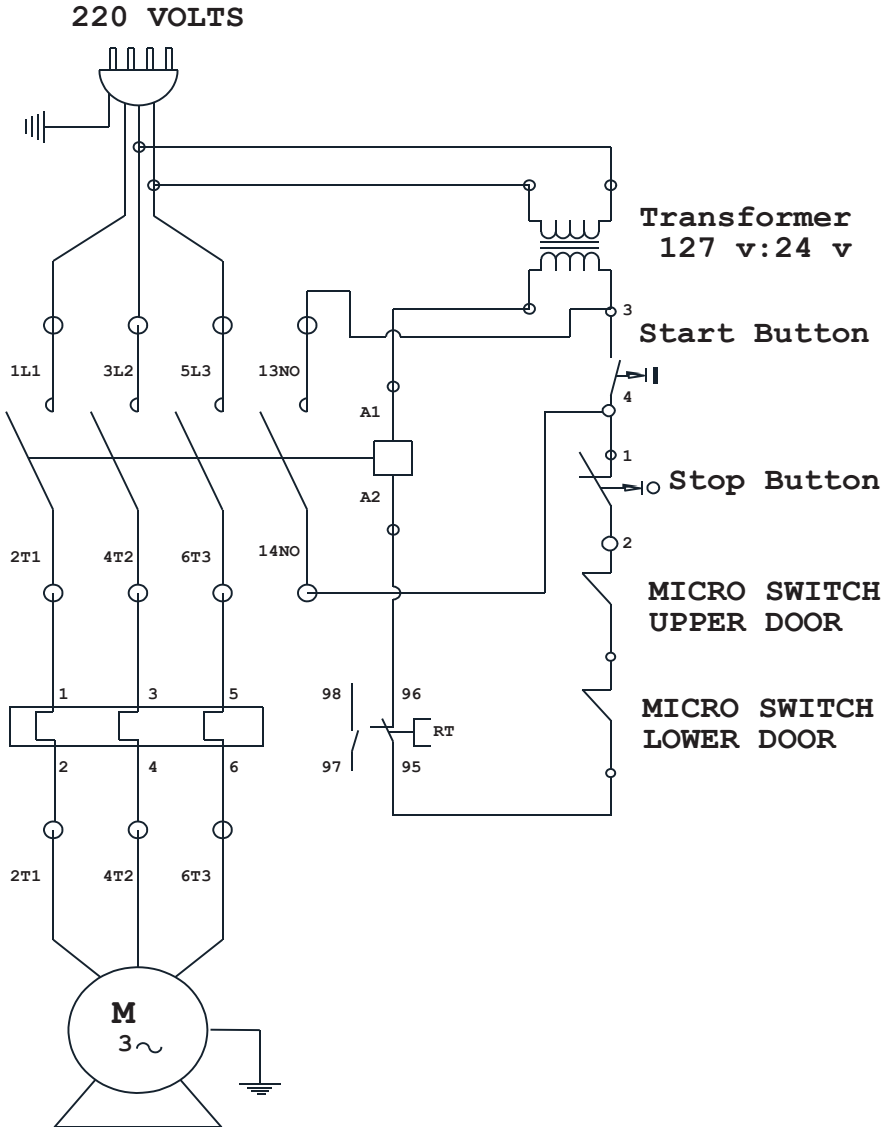 220 VOLTS
Transformer
127 v:24 v
3
Start Button
1L1 3L2 5L3 13NO
4
A1
1
Stop Button
A2
2T1 4T2 6T3 14NO
2
MICRO SWITCH
UPPER DOOR
1 3 5 98 96
MICRO SWITCH
LOWER DOOR
RT
2 4 6 97 95
2T1 4T2 6T3
M
3~